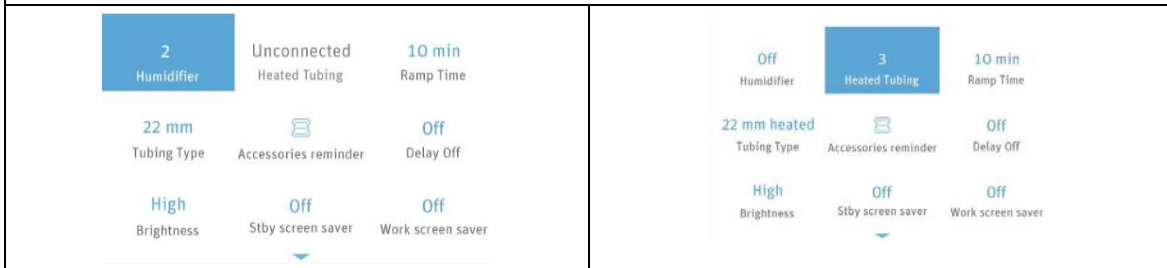 2 Unconnected 10 min
Humidifier Heated Tubing Ramp Time
22 mm Off
Tubing Type Accessories reminder Delay Off
High Off Off
Brightness Stby screen saver Work screen saver
Off 3 10 min
Humidifier Heated Tubing Ramp Time
22 mm heated Off
Tubing Type Accessories reminder Delay Off
High Off Off
Brightness Stby screen saver Work screen saver